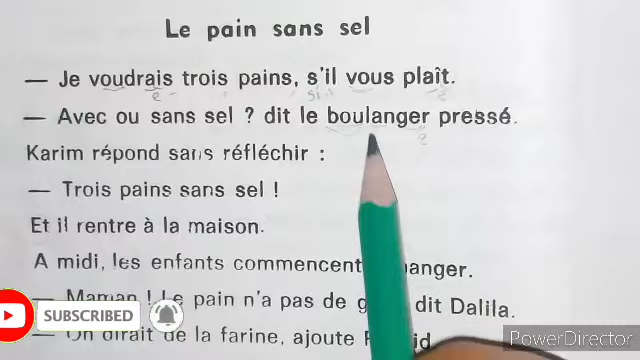 Le pain sans sel
— Je voudrais trois pains, s'il vous plaît.
— Avec ou sans sel ? dit le boulanger pressé.
Karim répond sans réfléchir :
— Trois pains sans sel !
Et il rentre à la maison.
A midi, les enfants commencent manger.
— Maman ! Le pain n'a pas de dit Dalila.
— On dirait de la farine, ajoute
SUBSCRIBED
PowerDirector